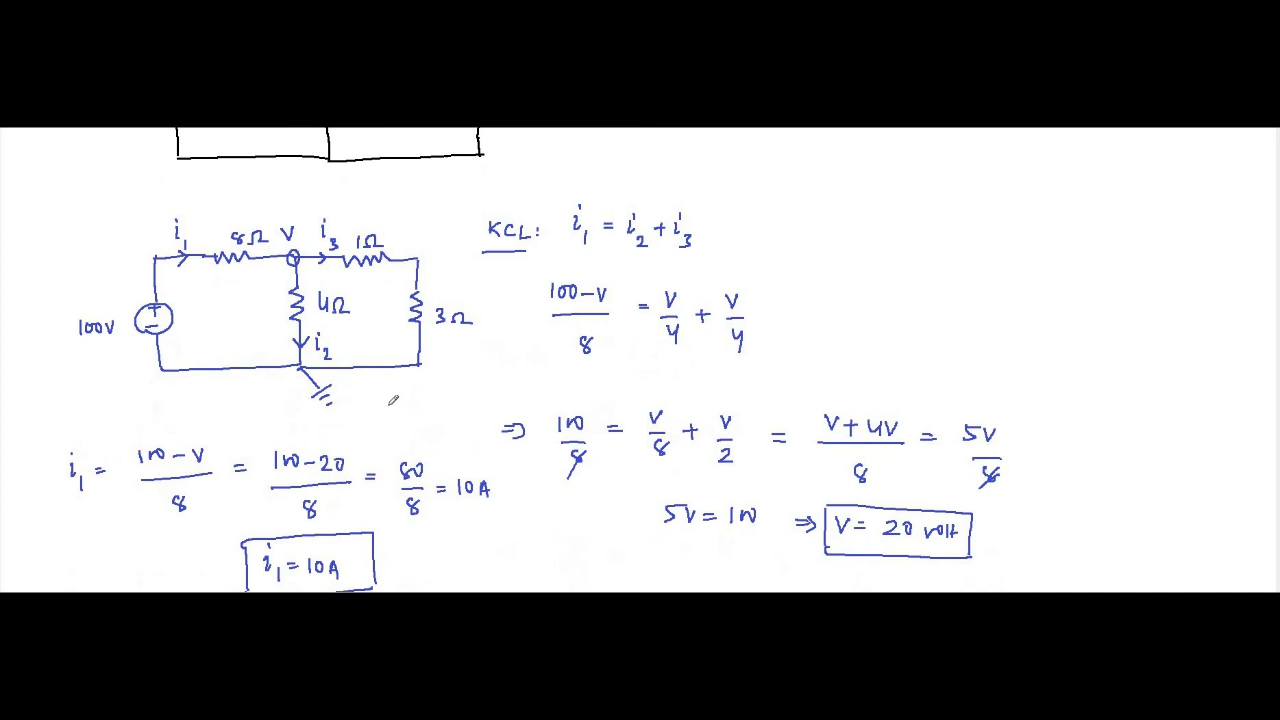 i₁ 8Ω V i₃ 1Ω
100V + − 4Ω 3Ω
i₂
KCL: i₁ = i₂ + i₃
(100-V)/8 = V/4 + V/4
⇒ 100/8 = V/8 + V/2 = (V+4V)/8 = 5V/8
5V = 100 ⇒ V = 20 volt
i₁ = (100-V)/8 = (100-20)/8 = 80/8 = 10A
i₁ = 10A